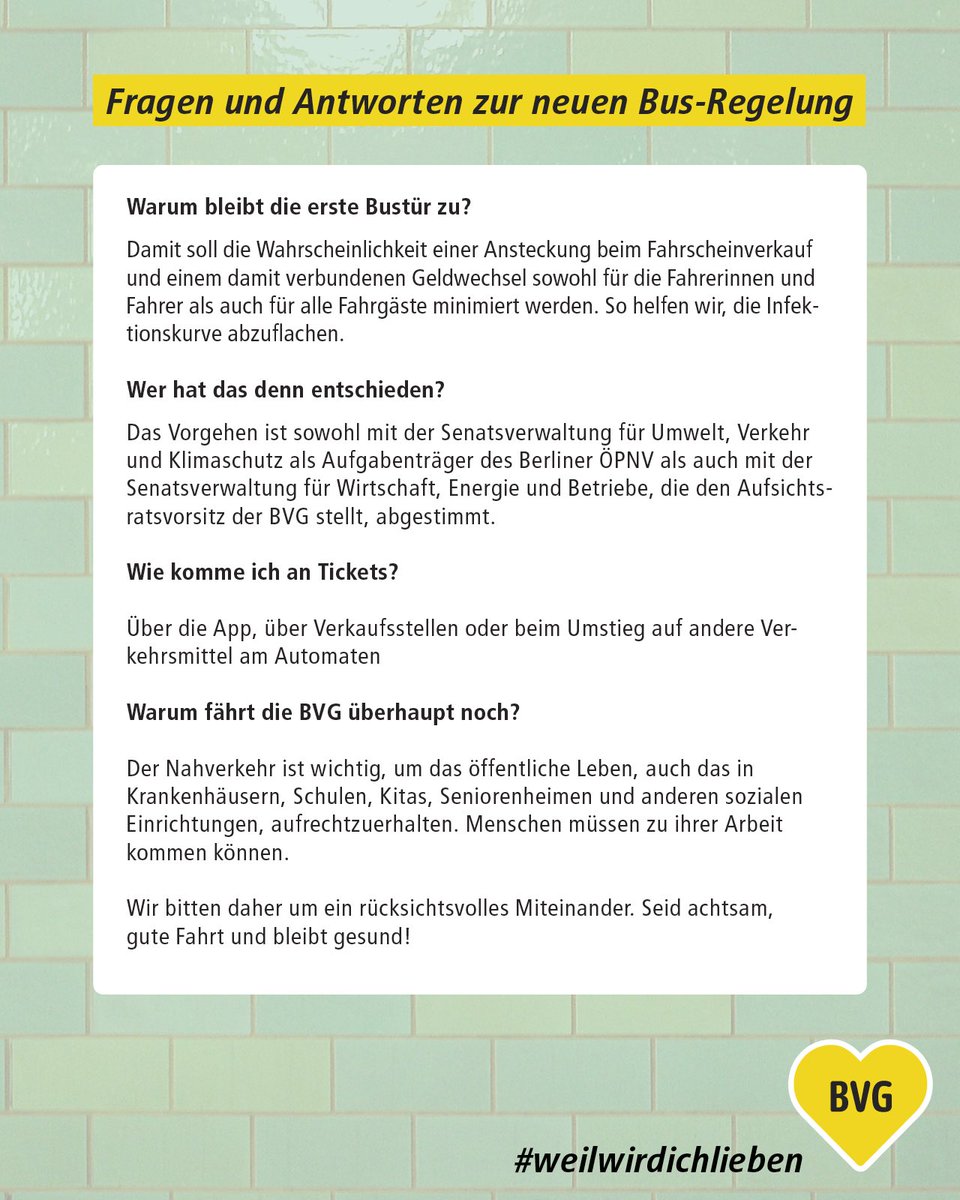 Fragen und Antworten zur neuen Bus-Regelung
Warum bleibt die erste Bustür zu?
Damit soll die Wahrscheinlichkeit einer Ansteckung beim Fahrscheinverkauf
und einem damit verbundenen Geldwechsel sowohl für die Fahrerinnen und
Fahrer als auch für alle Fahrgäste minimiert werden. So helfen wir, die Infek-
tionskurve abzuflachen.
Wer hat das denn entschieden?
Das Vorgehen ist sowohl mit der Senatsverwaltung für Umwelt, Verkehr
und Klimaschutz als Aufgabenträger des Berliner ÖPNV als auch mit der
Senatsverwaltung für Wirtschaft, Energie und Betriebe, die den Aufsichts-
ratsvorsitz der BVG stellt, abgestimmt.
Wie komme ich an Tickets?
Über die App, über Verkaufsstellen oder beim Umstieg auf andere Ver-
kehrsmittel am Automaten
Warum fährt die BVG überhaupt noch?
Der Nahverkehr ist wichtig, um das öffentliche Leben, auch das in
Krankenhäusern, Schulen, Kitas, Seniorenheimen und anderen sozialen
Einrichtungen, aufrechtzuerhalten. Menschen müssen zu ihrer Arbeit
kommen können.
Wir bitten daher um ein rücksichtsvolles Miteinander. Seid achtsam,
gute Fahrt und bleibt gesund!
BVG
#weilwirdichlieben